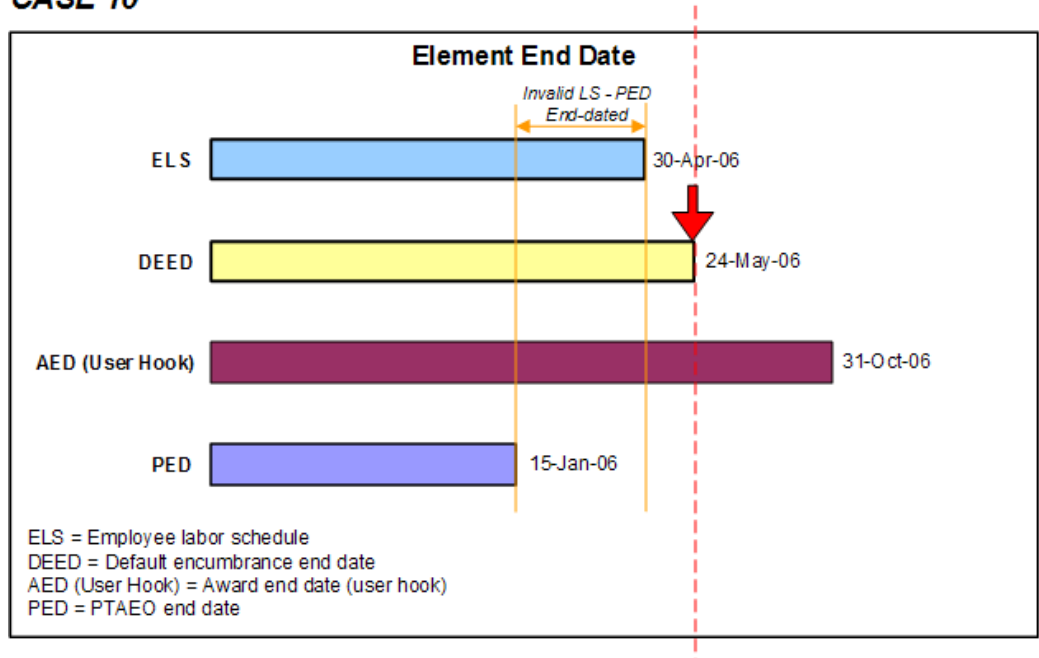 CASE 10
Element End Date
Invalid LS - PED
End-dated
ELS
30-Apr-06
DEED
24-May-06
AED (User Hook)
31-Oct-06
PED
15-Jan-06
ELS = Employee labor schedule
DEED = Default encumbrance end date
AED (User Hook) = Award end date (user hook)
PED = PTAEO end date